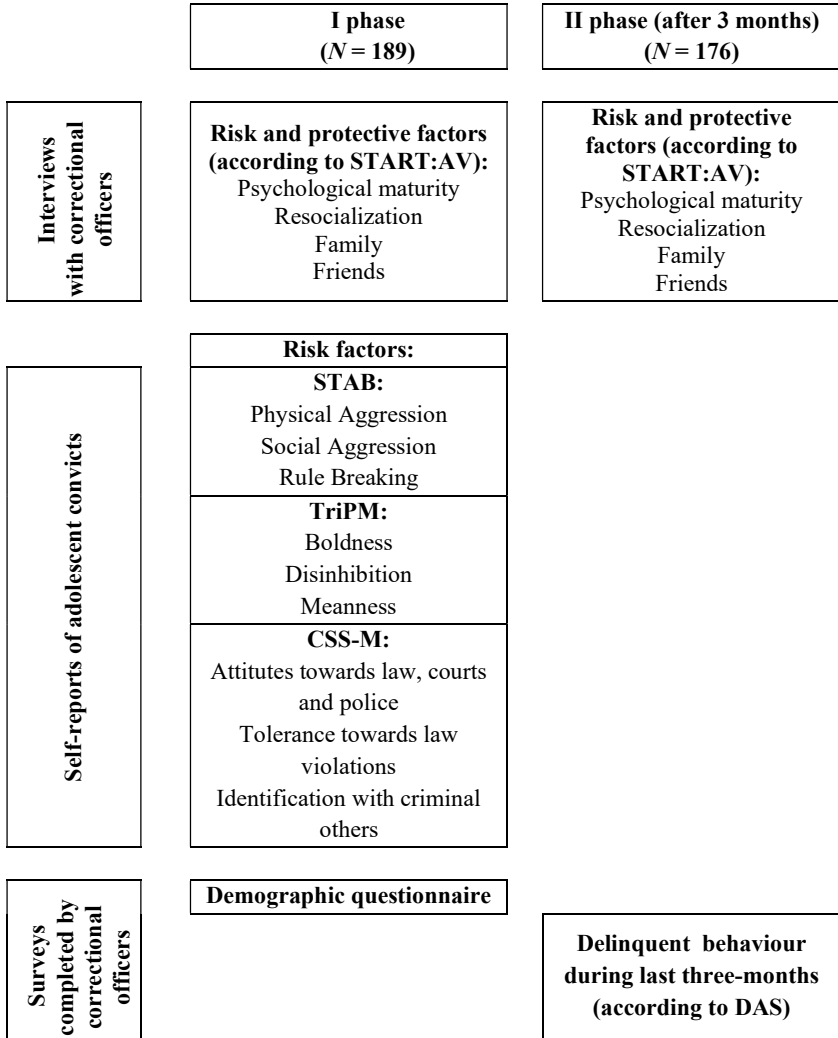 I phase
(N = 189)
II phase (after 3 months)
(N = 176)
Interviews
with correctional
officers
Risk and protective factors
(according to START:AV):
Psychological maturity
Resocialization
Family
Friends
Risk and protective
factors (according to
START:AV):
Psychological maturity
Resocialization
Family
Friends
Self-reports of adolescent convicts
Risk factors:
STAB:
Physical Aggression
Social Aggression
Rule Breaking
TriPM:
Boldness
Disinhibition
Meanness
CSS-M:
Attitutes towards law, courts
and police
Tolerance towards law
violations
Identification with criminal
others
Surveys
completed by
correctional
officers
Demographic questionnaire
Delinquent behaviour
during last three-months
(according to DAS)